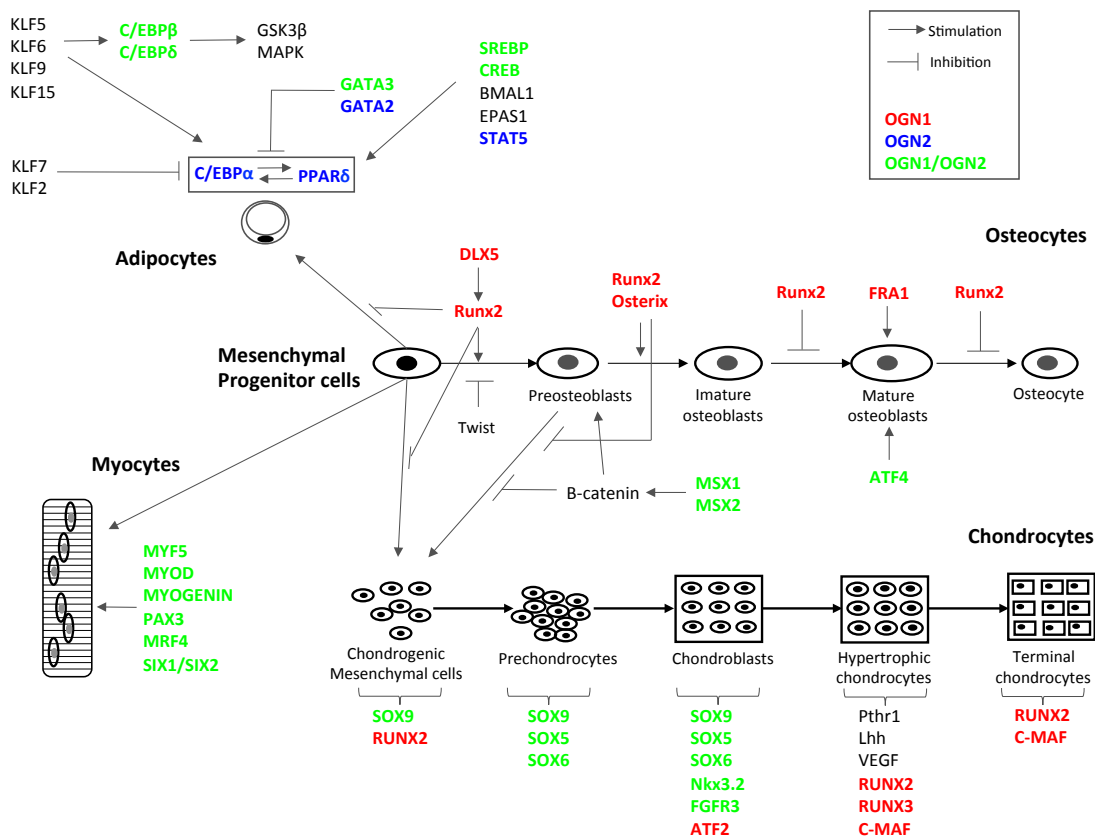 KLF5
KLF6
KLF9
KLF15
C/EBPβ
C/EBPδ
GSK3β
MAPK
GATA3
GATA2
SREBP
CREB
BMAL1
EPAS1
STAT5
Stimulation
Inhibition
OGN1
OGN2
OGN1/OGN2
KLF7
KLF2
C/EBPα
PPARδ
Adipocytes
Osteocytes
DLX5
Runx2
Runx2
Osterix
Runx2
FRA1
Runx2
Mesenchymal
Progenitor cells
Preosteoblasts
Imature
osteoblasts
Mature
osteoblasts
Osteocyte
Twist
Myocytes
B-catenin
MSX1
MSX2
ATF4
Chondrocytes
MYF5
MYOD
MYOGENIN
PAX3
MRF4
SIX1/SIX2
Chondrogenic
Mesenchymal cells
Prechondrocytes
Chondroblasts
Hypertrophic
chondrocytes
Terminal
chondrocytes
SOX9
RUNX2
SOX9
SOX5
SOX6
SOX9
SOX5
SOX6
Nkx3.2
FGFR3
ATF2
Pthr1
Lhh
VEGF
RUNX2
RUNX3
C-MAF
RUNX2
C-MAF